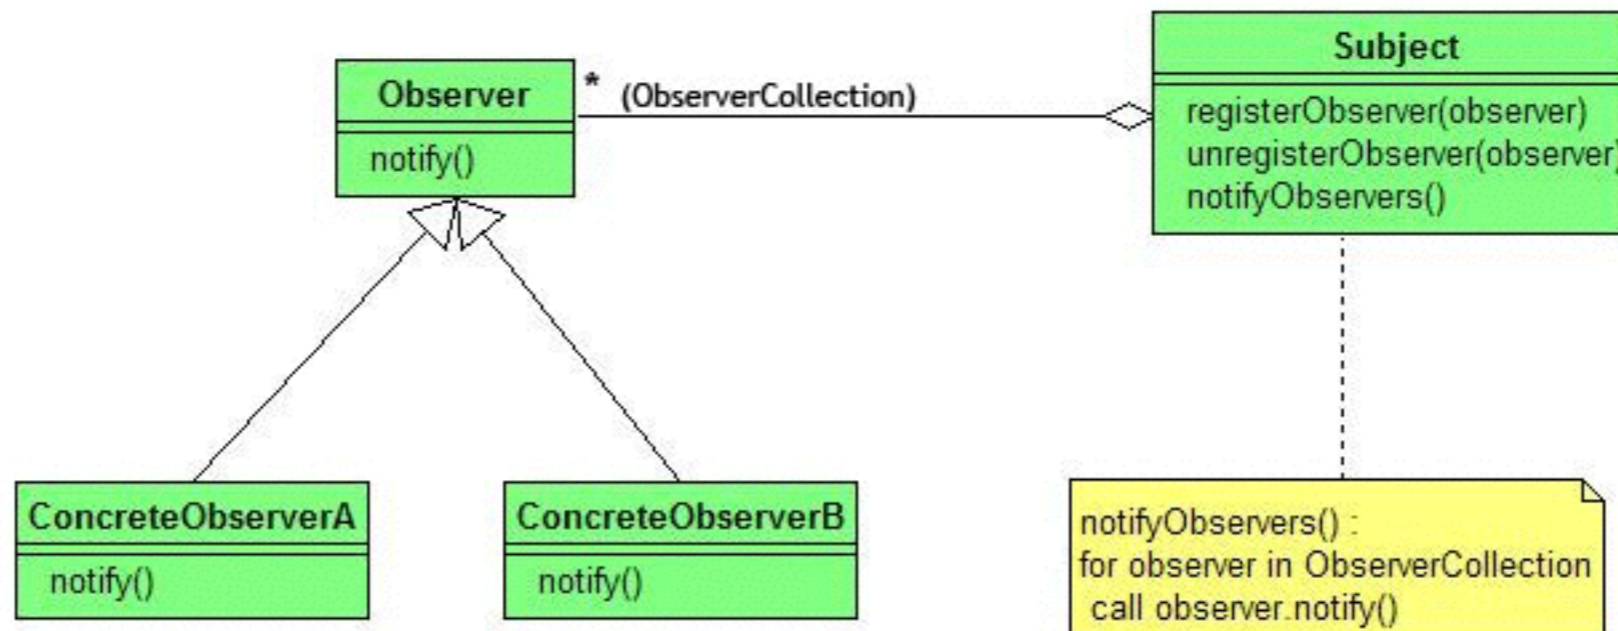 Subject
registerObserver(observer)
unregisterObserver(observer)
notifyObservers()
Observer
notify()
* (ObserverCollection)
ConcreteObserverA
notify()
ConcreteObserverB
notify()
notifyObservers() :
for observer in ObserverCollection
call observer.notify()